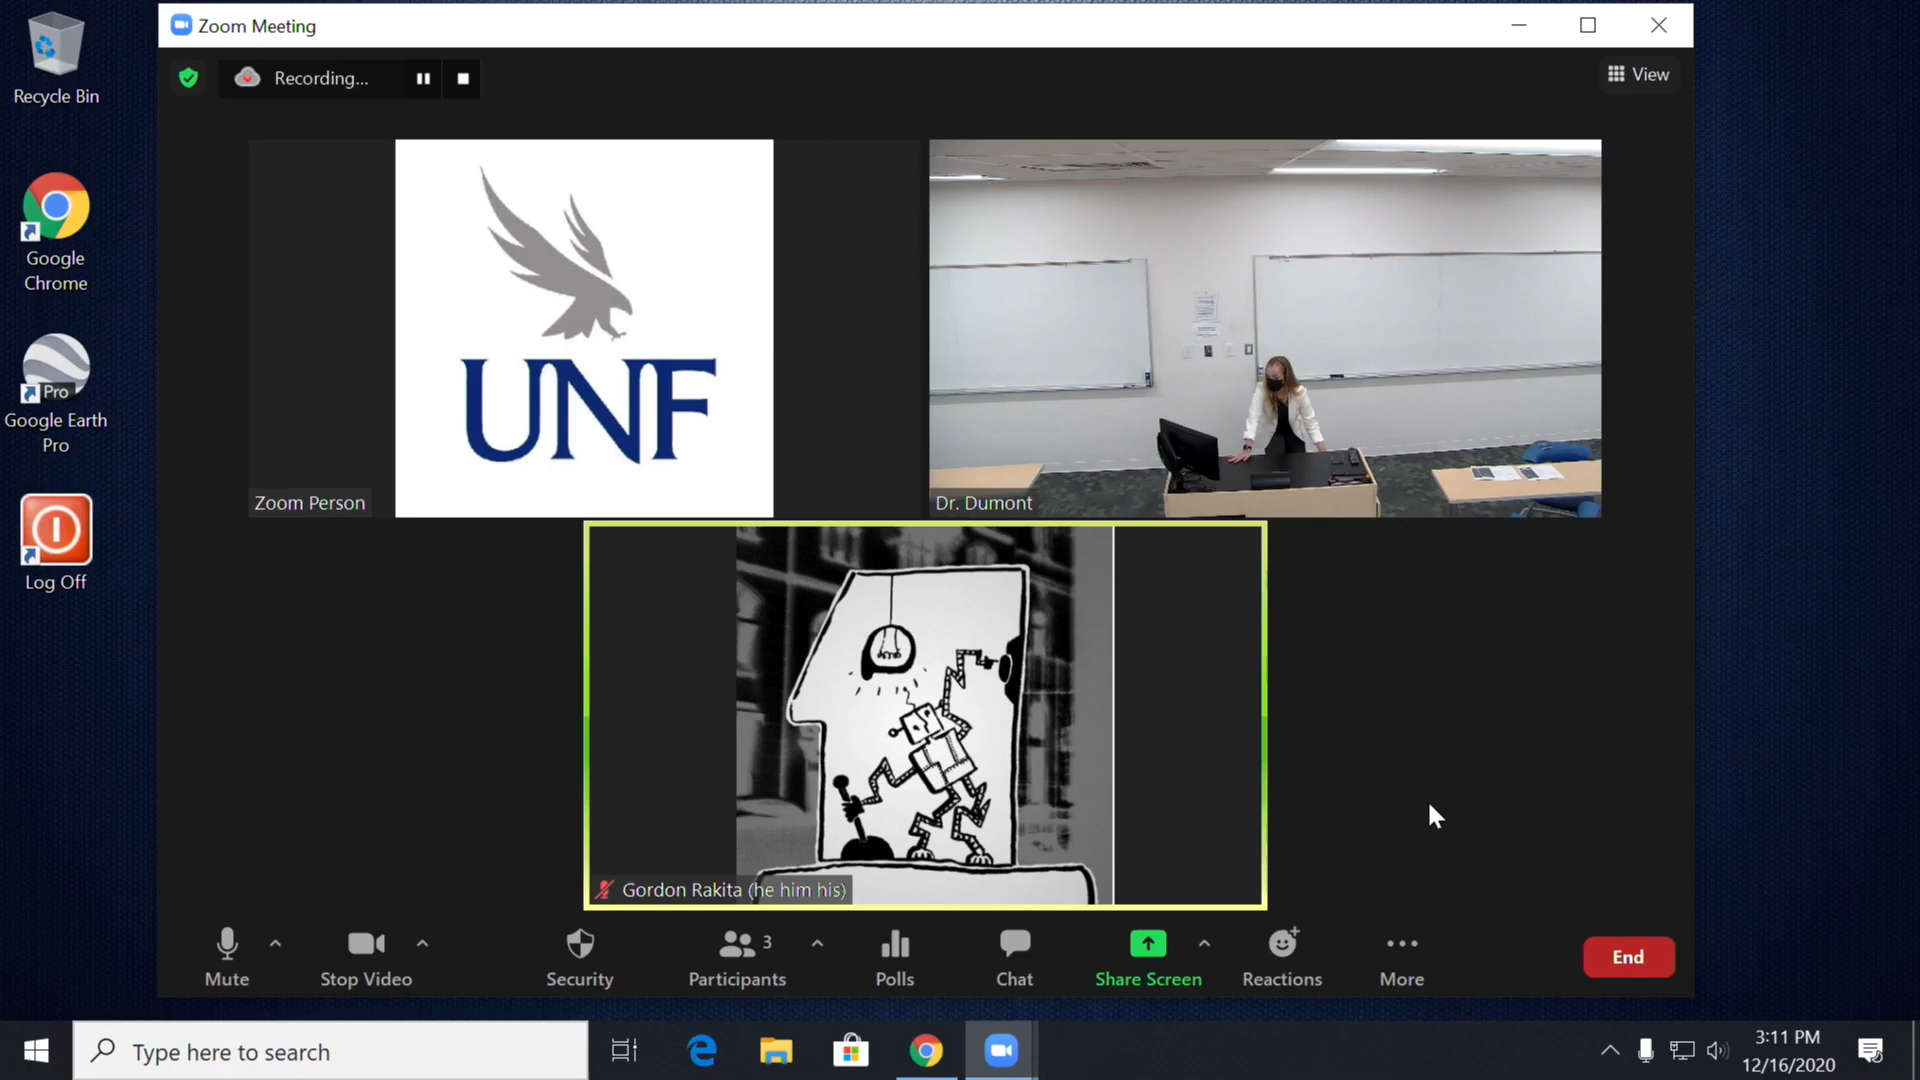 Zoom Meeting
Recycle Bin
Recording...
View
Google
Chrome
UNF
Pro
Google Earth
Pro
Zoom Person
Dr. Dumont
Log Off
Gordon Rakita (he him his)
3
Mute
Stop Video
Security
Participants
Polls
Chat
Share Screen
Reactions
More
End
Type here to search
3:11 PM
12/16/2020